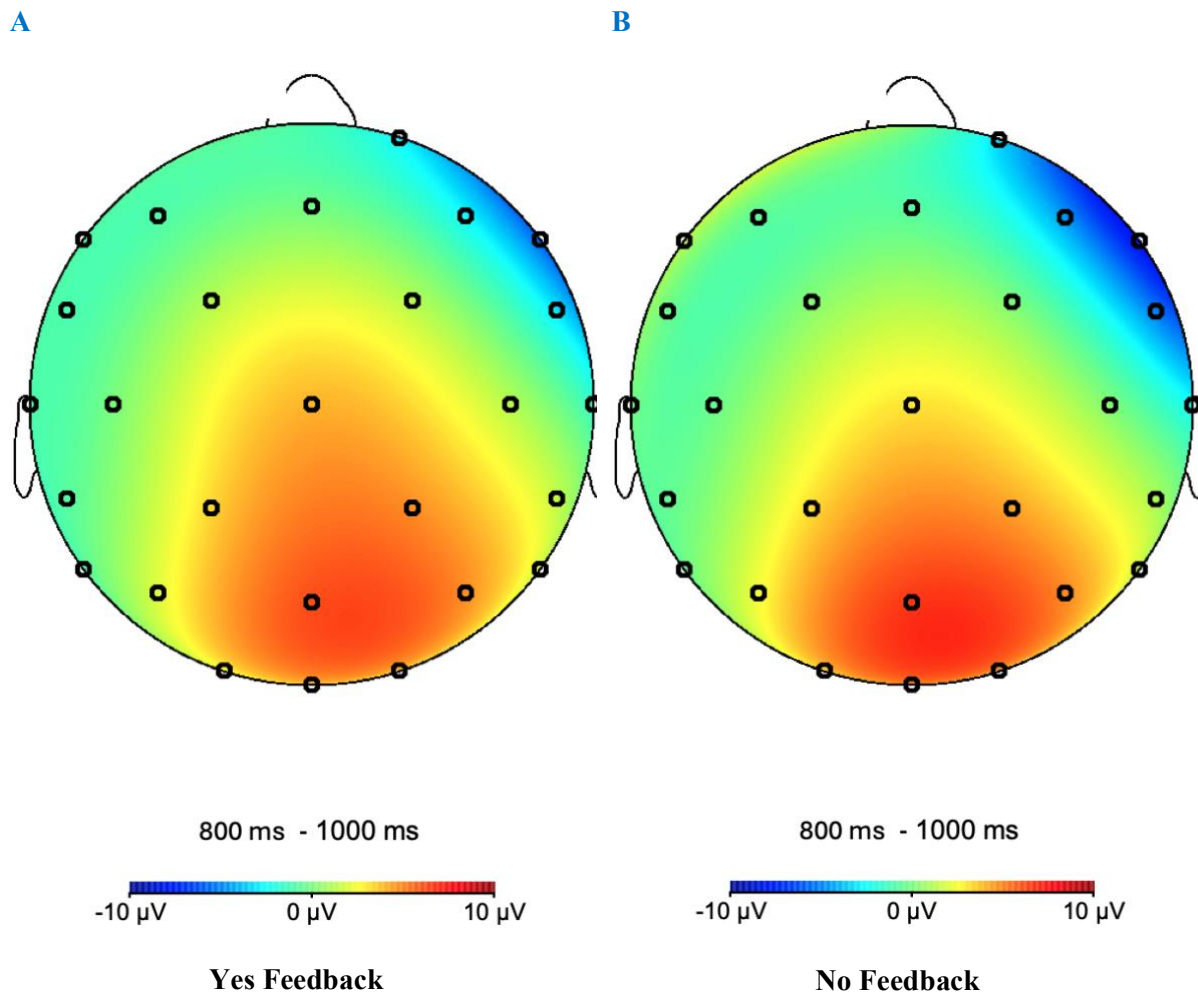 A
B
800 ms - 1000 ms
800 ms - 1000 ms
-10 µV 0 µV 10 µV
-10 µV 0 µV 10 µV
Yes Feedback
No Feedback